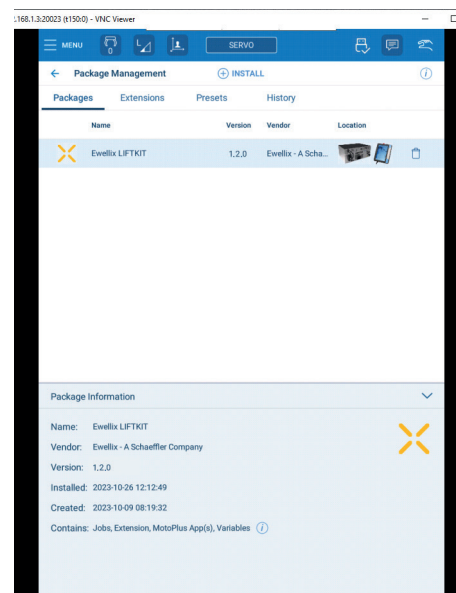 .168.1.3:20023 (t150:0) - VNC Viewer
MENU 0 SERVO
Package Management INSTALL
Packages Extensions Presets History
Name Version Vendor Location
Ewellix LIFTKIT 1.2.0 Ewellix - A Scha...
Package Information
Name: Ewellix LIFTKIT
Vendor: Ewellix - A Schaeffler Company
Version: 1.2.0
Installed: 2023-10-26 12:12:49
Created: 2023-10-09 08:19:32
Contains: Jobs, Extension, MotoPlus App(s), Variables